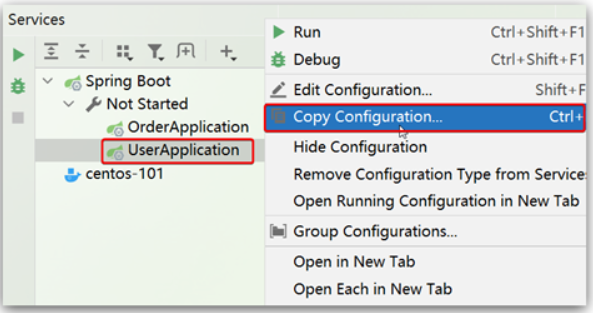 Services
Spring Boot
Not Started
OrderApplication
UserApplication
centos-101
Run Ctrl+Shift+F1
Debug Ctrl+Shift+F1
Edit Configuration... Shift+F
Copy Configuration... Ctrl+
Hide Configuration
Remove Configuration Type from Service
Open Running Configuration in New Tab
Group Configurations...
Open in New Tab
Open Each in New Tab